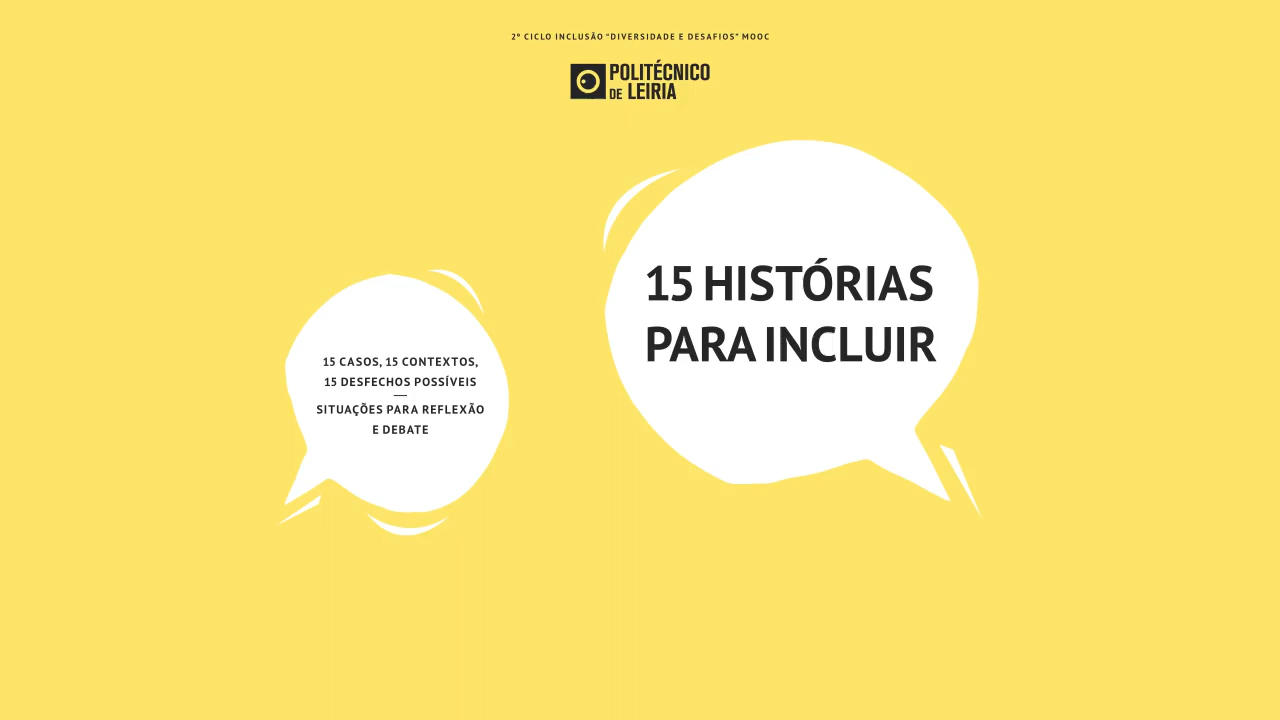 2º CICLO INCLUSÃO "DIVERSIDADE E DESAFIOS" MOOC
POLITÉCNICO
DE LEIRIA
15 HISTÓRIAS
PARA INCLUIR
15 CASOS, 15 CONTEXTOS,
15 DESFECHOS POSSÍVEIS
—
SITUAÇÕES PARA REFLEXÃO
E DEBATE